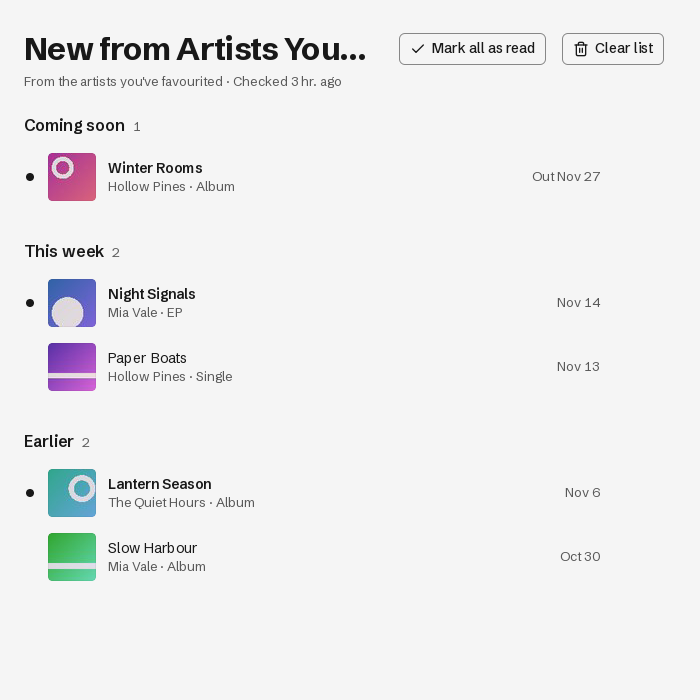 New from Artists You...
Mark all as read
Clear list
From the artists you've favourited · Checked 3 hr. ago
Coming soon 1
Winter Rooms
Hollow Pines · Album
Out Nov 27
This week 2
Night Signals
Mia Vale · EP
Nov 14
Paper Boats
Hollow Pines · Single
Nov 13
Earlier 2
Lantern Season
The Quiet Hours · Album
Nov 6
Slow Harbour
Mia Vale · Album
Oct 30